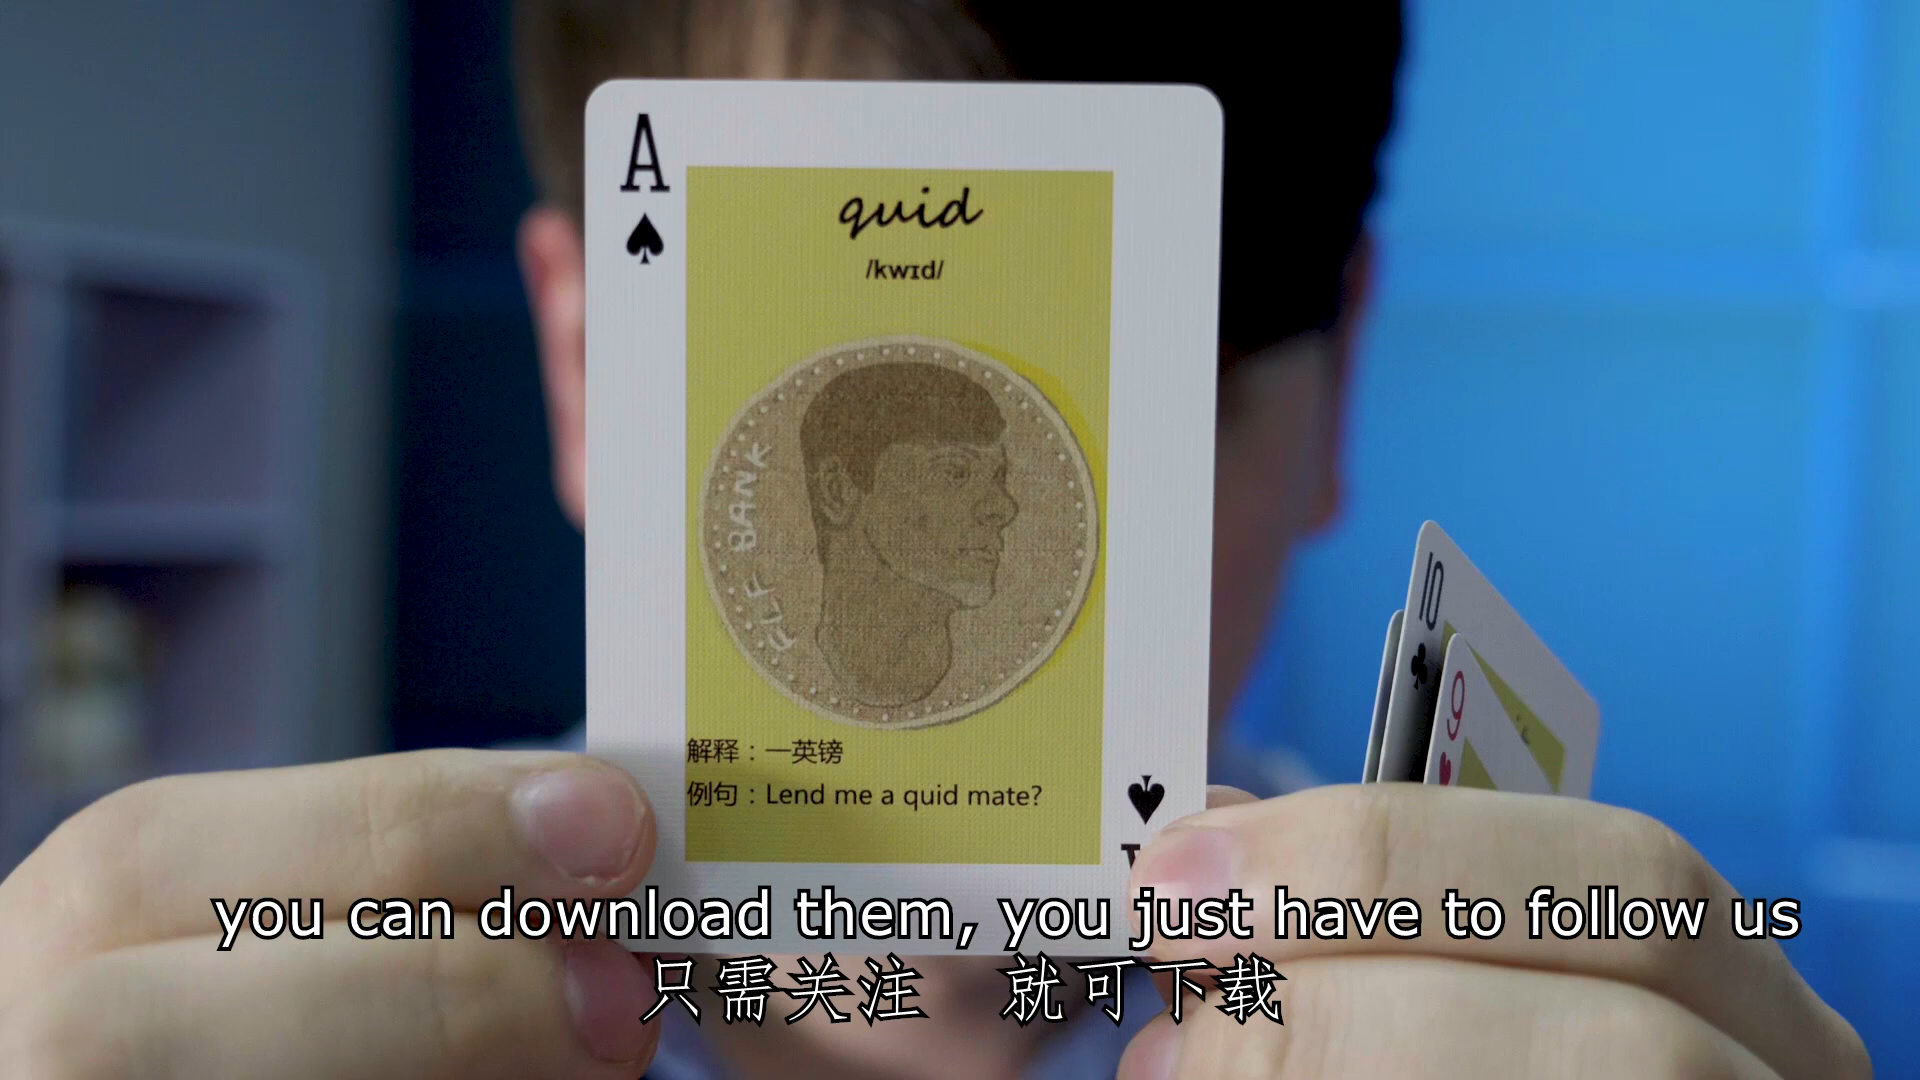 A
quid
/kwɪd/
FLF BANK
解释：一英镑
例句：Lend me a quid mate?
A
10
9
you can download them, you just have to follow us
只需关注 就可下载